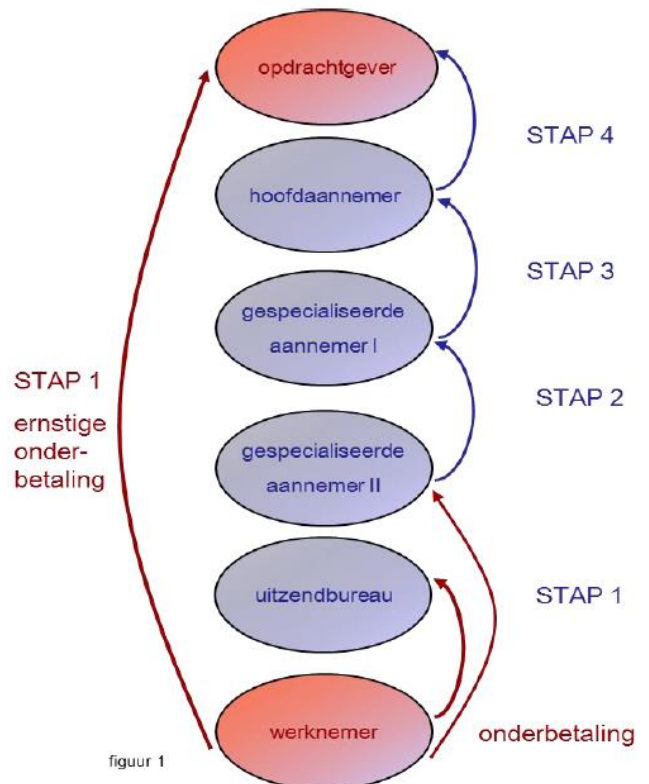 opdrachtgever
STAP 4
hoofdaannemer
STAP 3
gespecialiseerde
aannemer I
STAP 1
ernstige
onder-
betaling
STAP 2
gespecialiseerde
aannemer II
uitzendbureau
STAP 1
werknemer
onderbetaling
figuur 1